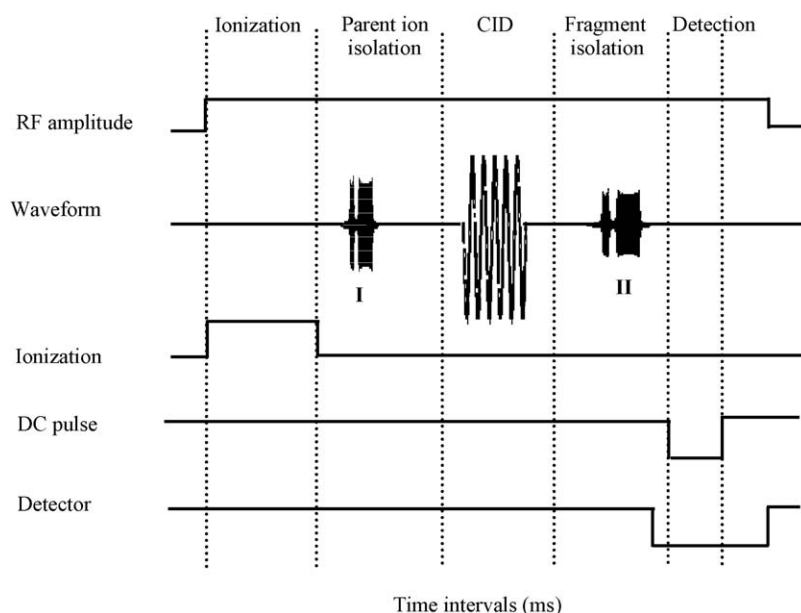 Ionization
Parent ion
isolation
CID
Fragment
isolation
Detection
RF amplitude
Waveform
I
II
Ionization
DC pulse
Detector
Time intervals (ms)